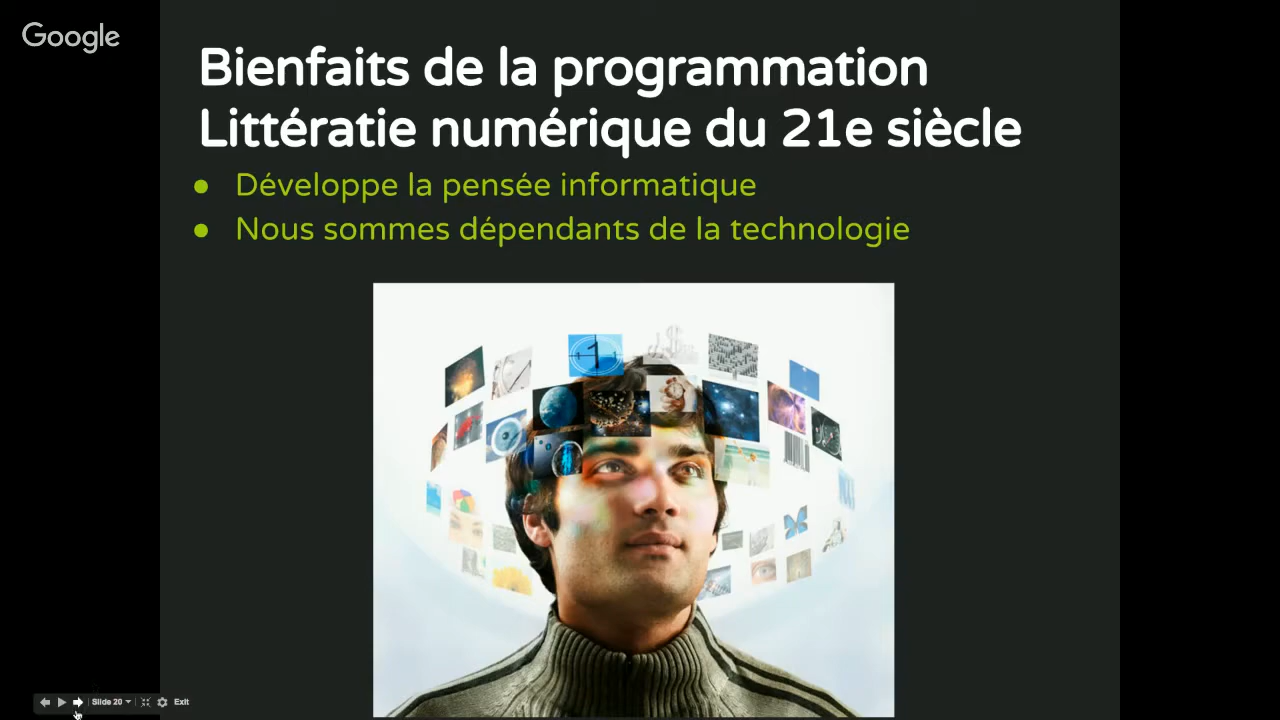 Google
Bienfaits de la programmation
Littératie numérique du 21e siècle
● Développe la pensée informatique
● Nous sommes dépendants de la technologie
1
Slide 20
Exit